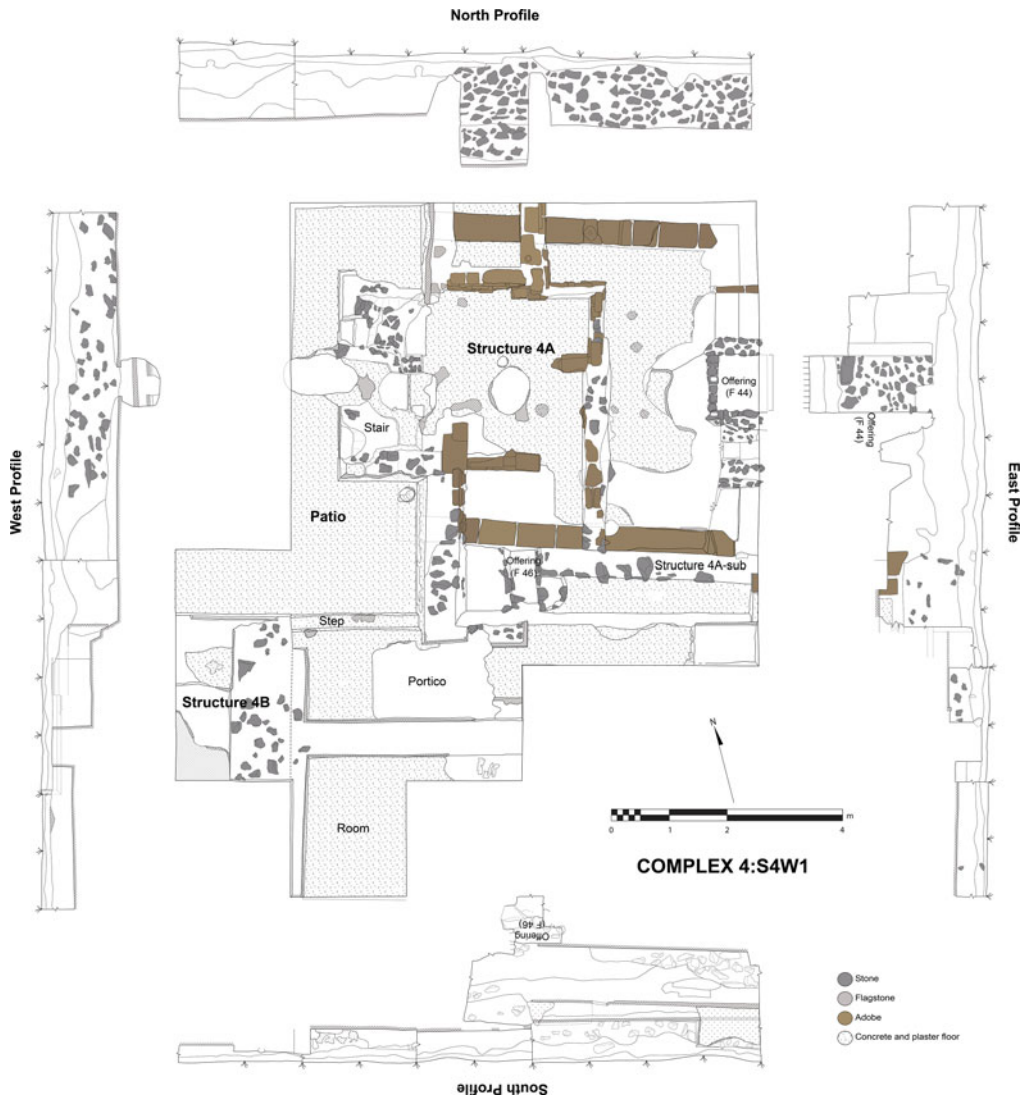 North Profile
West Profile
East Profile
Structure 4A
Offering
(F 44)
Offering
(F 44)
Stair
Patio
Offering
(F 46)
Structure 4A-sub
Step
Portico
Structure 4B
N
Room
0
1
2
4
m
COMPLEX 4:S4W1
Offering
(F 46)
Stone
Flagstone
Adobe
Concrete and plaster floor
South Profile